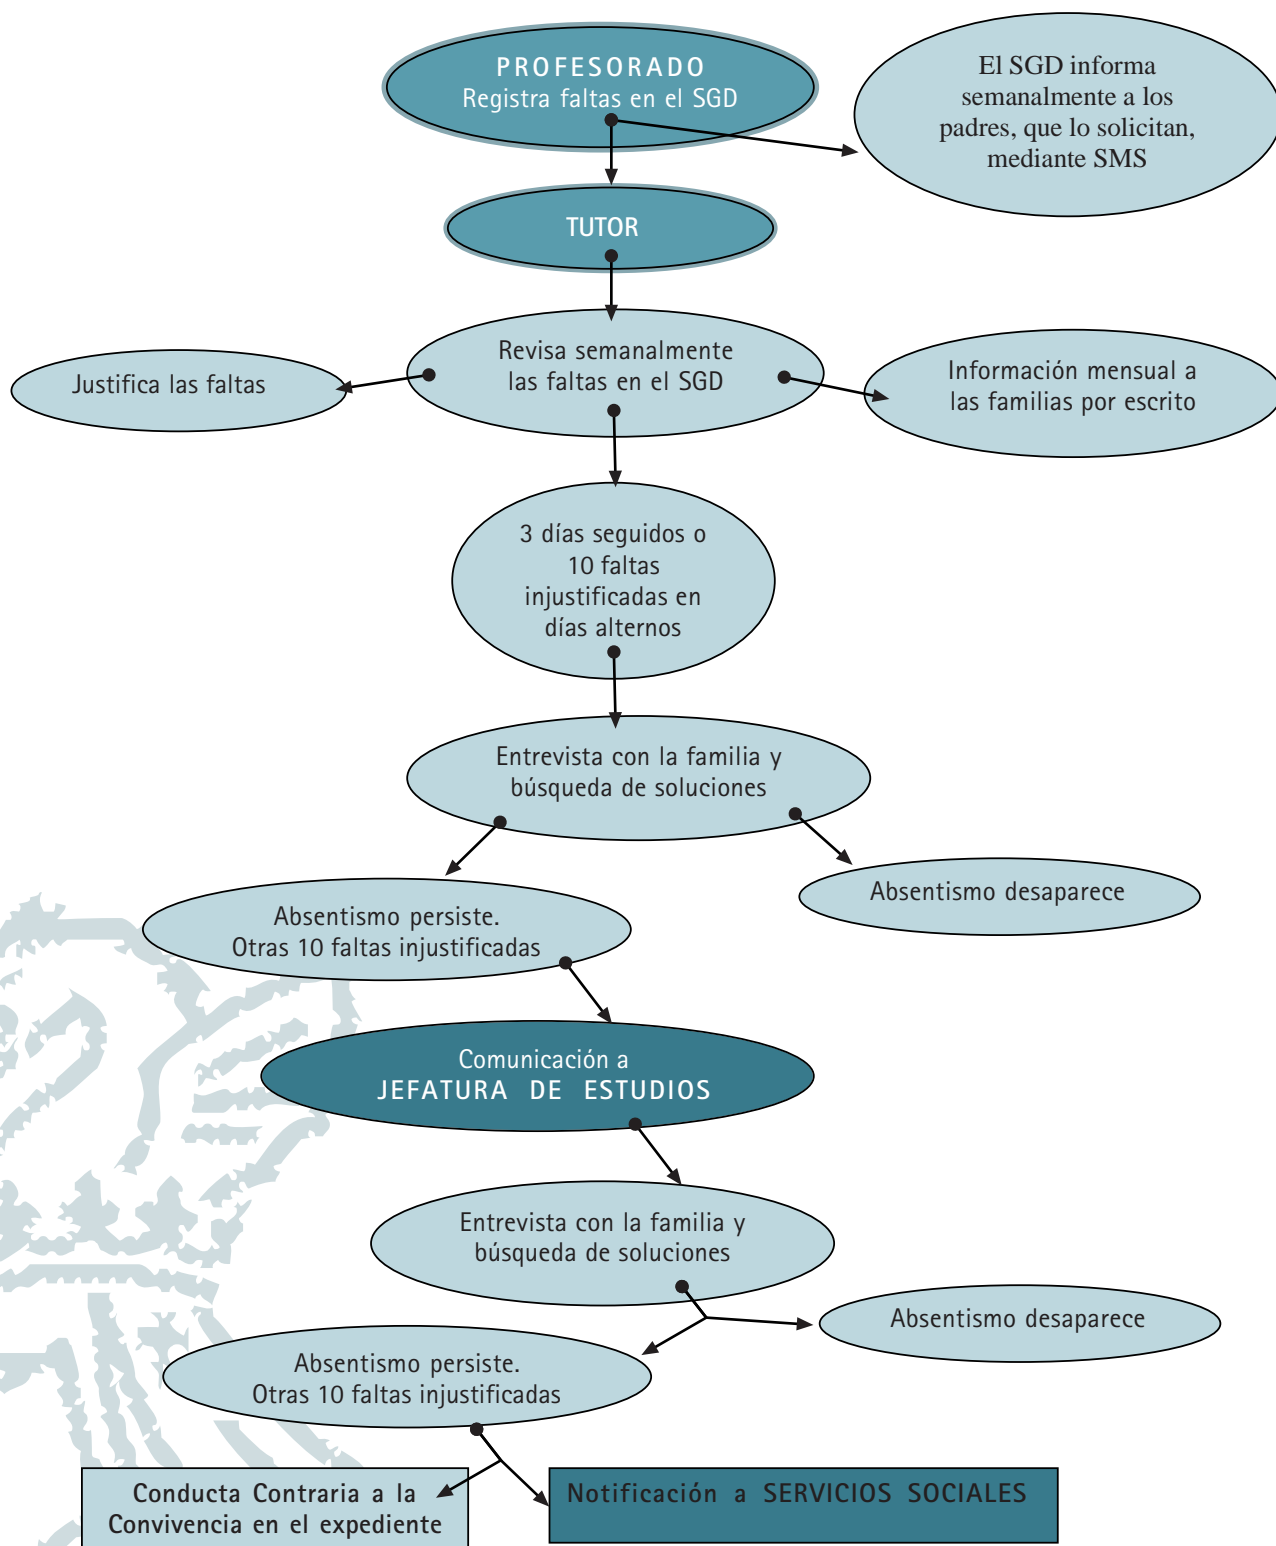 PROFESORADO
Registra faltas en el SGD
El SGD informa
semanalmente a los
padres, que lo solicitan,
mediante SMS
TUTOR
Revisa semanalmente
las faltas en el SGD
Justifica las faltas
Información mensual a
las familias por escrito
3 días seguidos o
10 faltas
injustificadas en
días alternos
Entrevista con la familia y
búsqueda de soluciones
Absentismo desaparece
Absentismo persiste.
Otras 10 faltas injustificadas
Comunicación a
JEFATURA DE ESTUDIOS
Entrevista con la familia y
búsqueda de soluciones
Absentismo desaparece
Absentismo persiste.
Otras 10 faltas injustificadas
Conducta Contraria a la
Convivencia en el expediente
Notificación a SERVICIOS SOCIALES